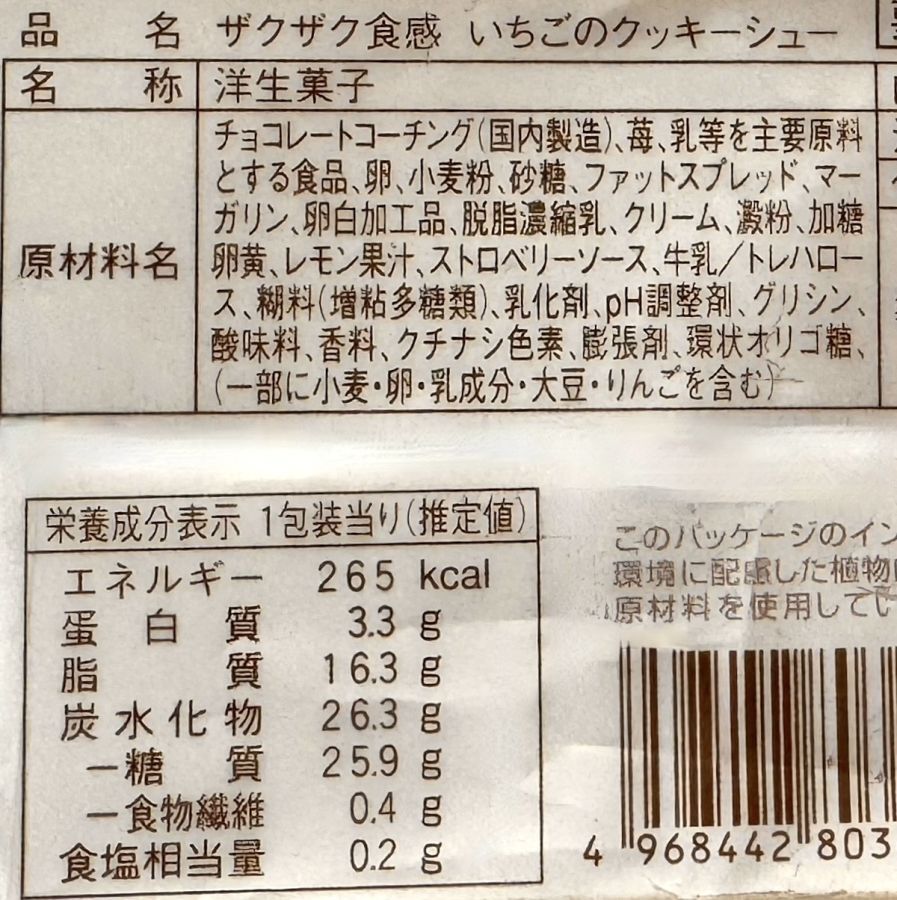 品名 ザクザク食感 いちごのクッキーシュー
名称 洋生菓子
原材料名
チョコレートコーチング(国内製造)、苺、乳等を主要原料
とする食品、卵、小麦粉、砂糖、ファットスプレッド、マー
ガリン、卵白加工品、脱脂濃縮乳、クリーム、澱粉、加糖
卵黄、レモン果汁、ストロベリーソース、牛乳/トレハロー
ス、糊料(増粘多糖類)、乳化剤、pH調整剤、グリシン、
酸味料、香料、クチナシ色素、膨張剤、環状オリゴ糖、
(一部に小麦・卵・乳成分・大豆・りんごを含む)
栄養成分表示 1包装当り(推定値)
エネルギー 265 kcal
蛋白質 3.3 g
脂質 16.3 g
炭水化物 26.3 g
ー糖質 25.9 g
ー食物繊維 0.4 g
食塩相当量 0.2 g
このパッケージのイン
環境に配慮した植物
原材料を使用してい
4 968442 803